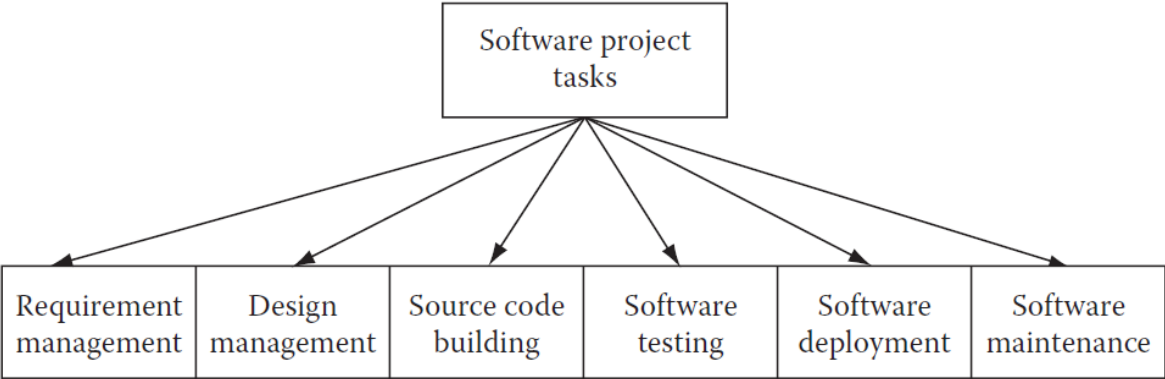 Software project
tasks
Requirement
management
Design
management
Source code
building
Software
testing
Software
deployment
Software
maintenance